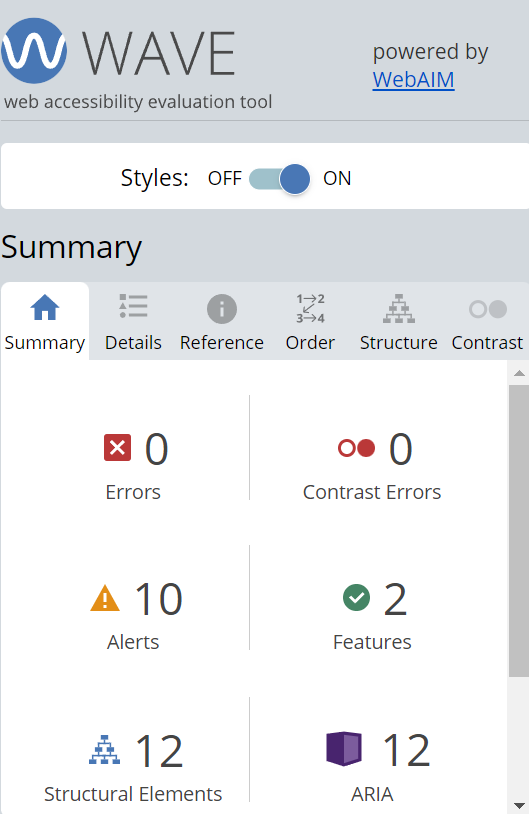 WAVE
powered by
WebAIM
web accessibility evaluation tool
Styles: OFF ON
Summary
1 2
3 4
Summary Details Reference Order Structure Contrast
0 0
Errors Contrast Errors
10 2
Alerts Features
12 12
Structural Elements ARIA